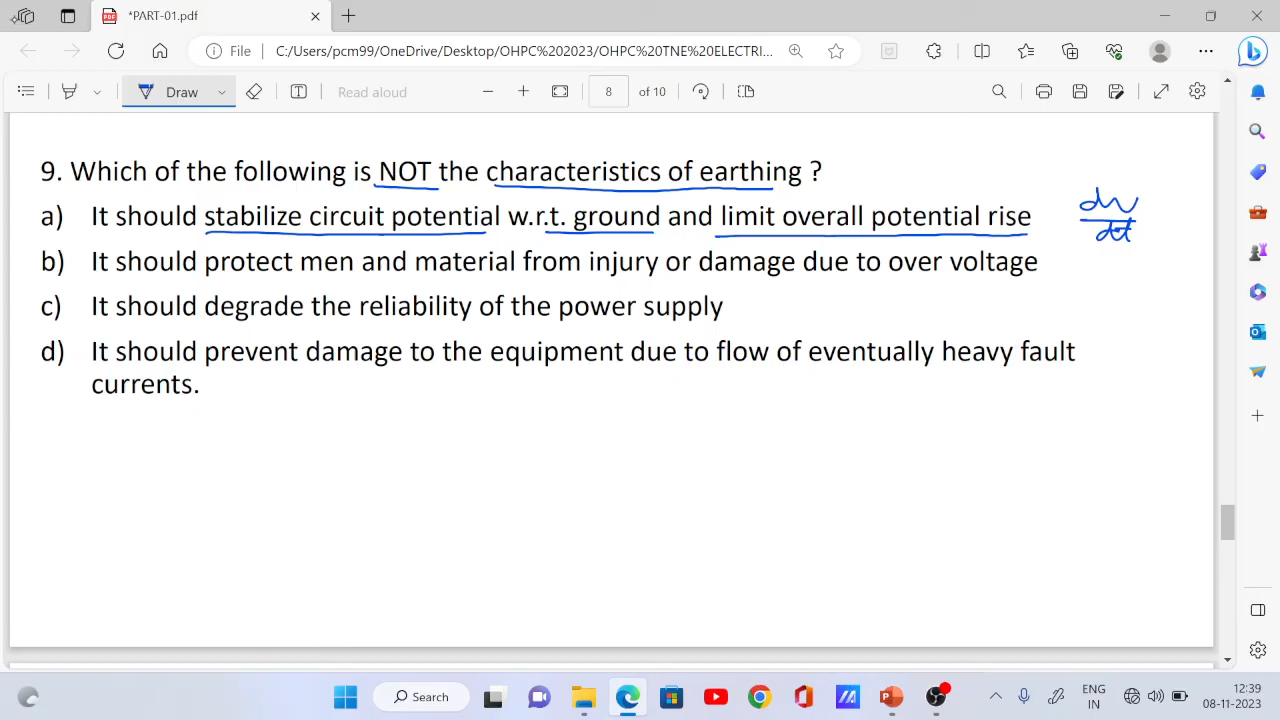 *PART-01.pdf
File
C:/Users/pcm99/OneDrive/Desktop/OHPC%202023/OHPC%20TNE%20ELECTRI...
Draw
Read aloud
8
of 10
9. Which of the following is NOT the characteristics of earthing ?
a) It should stabilize circuit potential w.r.t. ground and limit overall potential rise
dv
dt
b) It should protect men and material from injury or damage due to over voltage
c) It should degrade the reliability of the power supply
d) It should prevent damage to the equipment due to flow of eventually heavy fault
currents.
Search
ENG
IN
12:39
08-11-2023